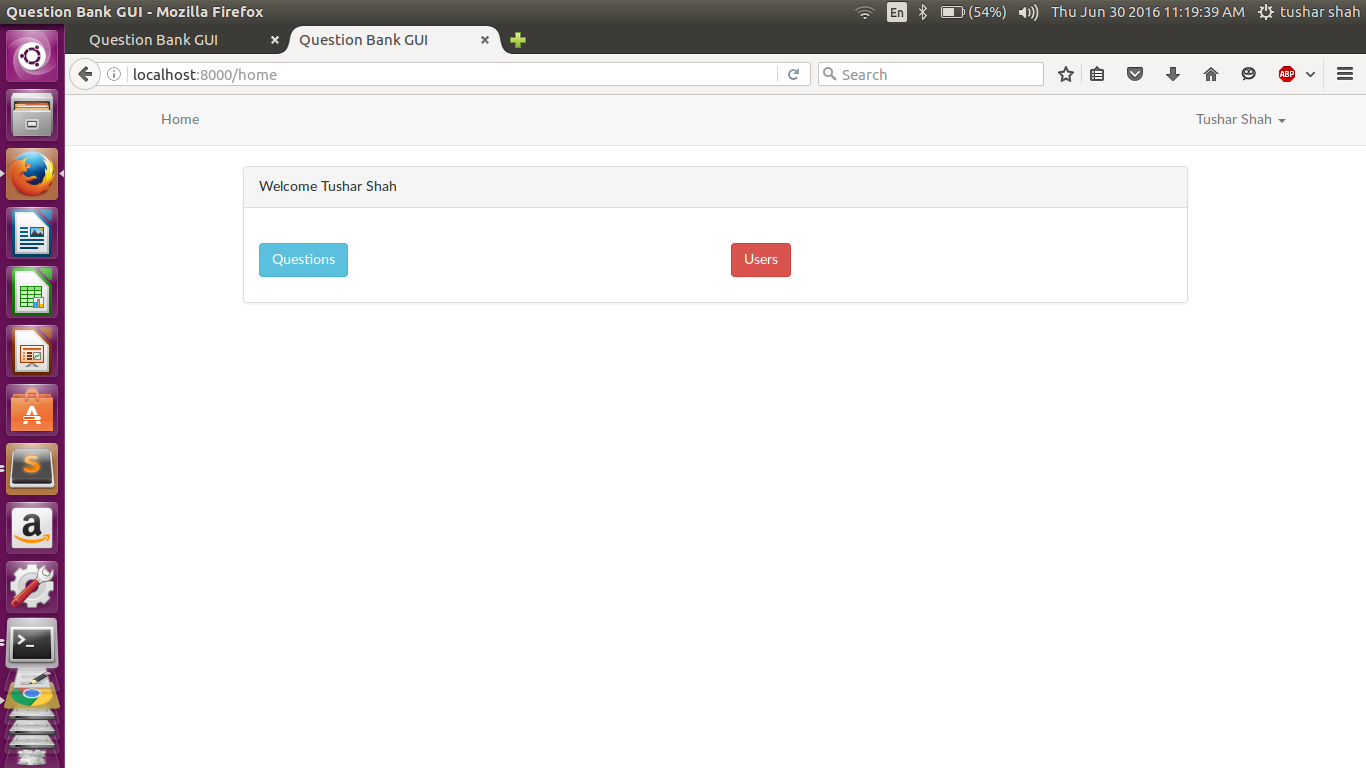 Question Bank GUI - Mozilla Firefox
En
(54%)
Thu Jun 30 2016 11:19:39 AM
tushar shah
Question Bank GUI
Question Bank GUI
localhost:8000/home
Search
ABP
Home
Tushar Shah
Welcome Tushar Shah
Questions
Users
A
S
a
>_